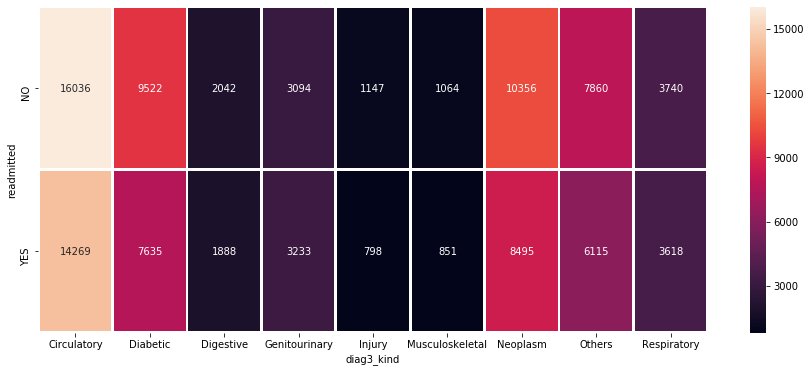 NO
16036 9522 2042 3094 1147 1064 10356 7860 3740
readmitted
YES
14269 7635 1888 3233 798 851 8495 6115 3618
Circulatory Diabetic Digestive Genitourinary Injury Musculoskeletal Neoplasm Others Respiratory
diag3_kind
15000
12000
9000
6000
3000